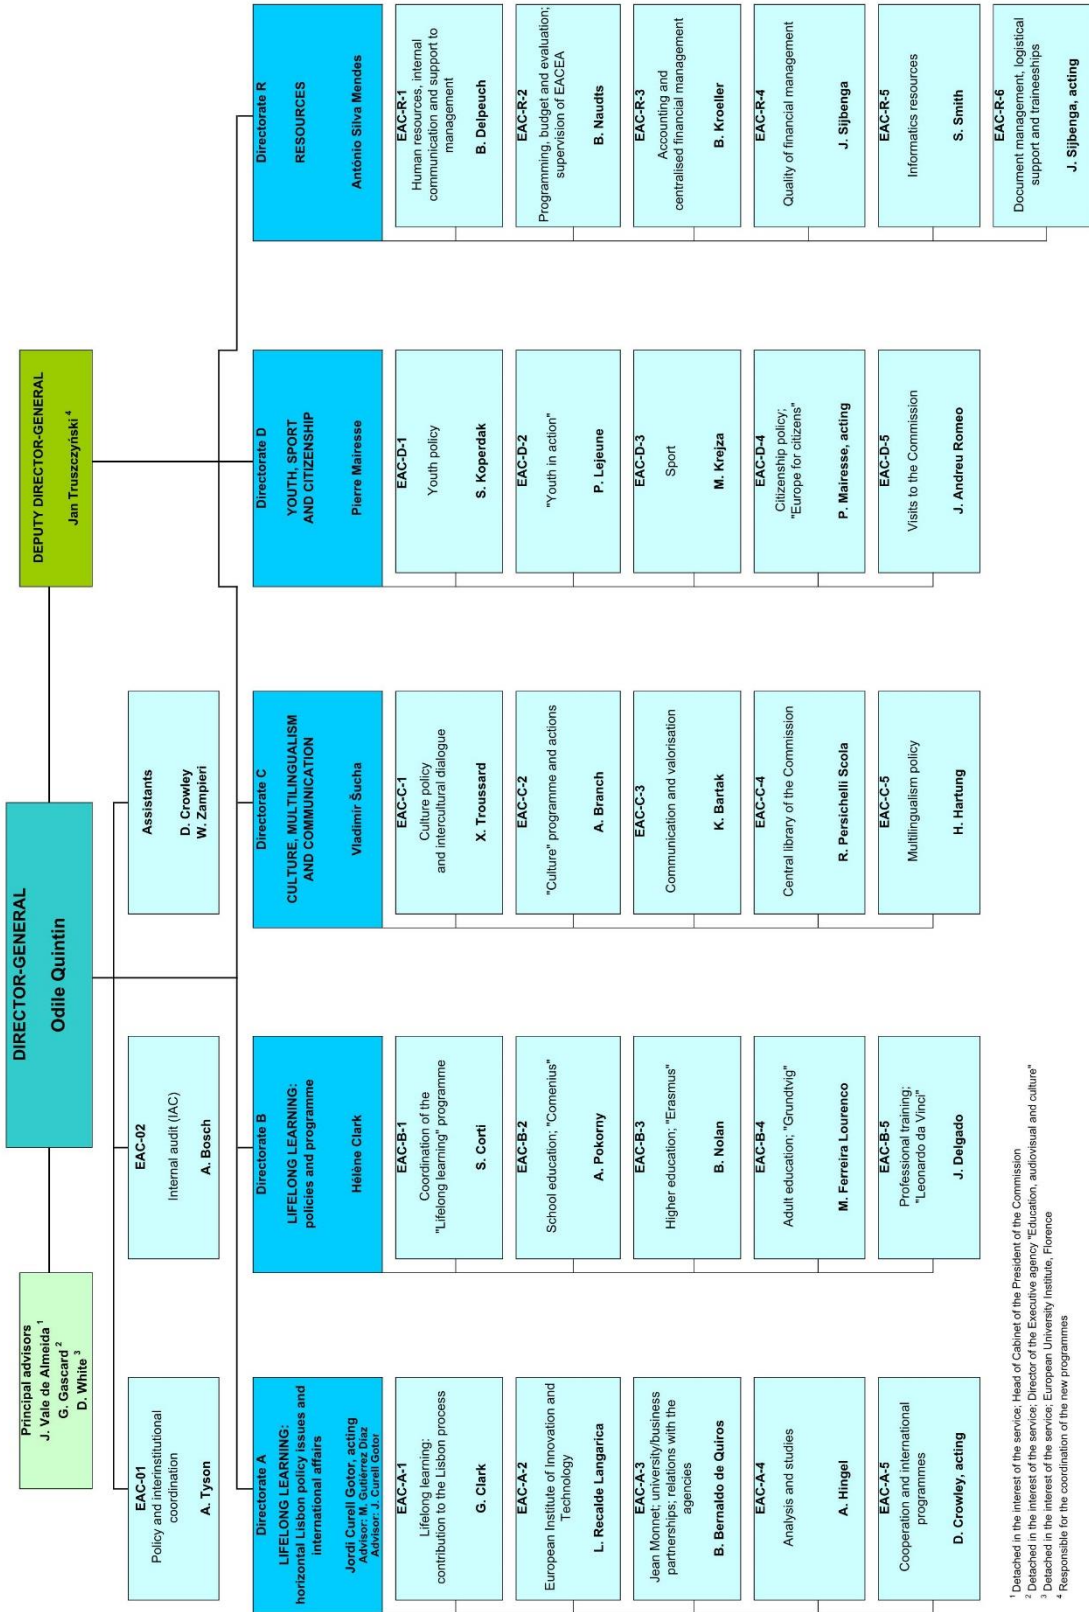 DIRECTOR-GENERAL
Odile Quintin
Principal advisors
J. Vale de Almeida ¹
G. Gascard ²
D. White ³
DEPUTY DIRECTOR-GENERAL
Jan Truszczyński ⁴
EAC-01
Policy and interinstitutional
coordination
A. Tyson
EAC-02
Internal audit (IAC)
A. Bosch
Assistants
D. Crowley
W. Zampieri
Directorate A
LIFELONG LEARNING:
horizontal Lisbon policy issues and
international affairs
Jordi Curell Gotor, acting
Advisor: M. Gutiérrez Díaz
Advisor: J. Curell Gotor
EAC-A-1
Lifelong learning:
contribution to the Lisbon process
G. Clark
EAC-A-2
European Institute of Innovation and
Technology
L. Recalde Langarica
EAC-A-3
Jean Monnet; university/business
partnerships; relations with the
agencies
B. Bernaldo de Quiros
EAC-A-4
Analysis and studies
A. Hingel
EAC-A-5
Cooperation and international
programmes
D. Crowley, acting
Directorate B
LIFELONG LEARNING:
policies and programme
Hélène Clark
EAC-B-1
Coordination of the
"Lifelong learning" programme
S. Corti
EAC-B-2
School education; "Comenius"
A. Pokorny
EAC-B-3
Higher education; "Erasmus"
B. Nolan
EAC-B-4
Adult education; "Grundtvig"
M. Ferreira Lourenco
EAC-B-5
Professional training;
"Leonardo da Vinci"
J. Delgado
Directorate C
CULTURE, MULTILINGUALISM
AND COMMUNICATION
Vladimír Šucha
EAC-C-1
Culture policy
and intercultural dialogue
X. Troussard
EAC-C-2
"Culture" programme and actions
A. Branch
EAC-C-3
Communication and valorisation
K. Bartak
EAC-C-4
Central library of the Commission
R. Persichelli Scola
EAC-C-5
Multilingualism policy
H. Hartung
Directorate D
YOUTH, SPORT
AND CITIZENSHIP
Pierre Mairesse
EAC-D-1
Youth policy
S. Koperdak
EAC-D-2
"Youth in action"
P. Lejeune
EAC-D-3
Sport
M. Krejza
EAC-D-4
Citizenship policy;
"Europe for citizens"
P. Mairesse, acting
EAC-D-5
Visits to the Commission
J. Andreu Romeo
Directorate R
RESOURCES
António Silva Mendes
EAC-R-1
Human resources, internal
communication and support to
management
B. Delpeuch
EAC-R-2
Programming, budget and evaluation;
supervision of EACEA
B. Naudts
EAC-R-3
Accounting and
centralised financial management
B. Kroeller
EAC-R-4
Quality of financial management
J. Sijbenga
EAC-R-5
Informatics resources
S. Smith
EAC-R-6
Document management, logistical
support and traineeships
J. Sijbenga, acting
¹ Detached in the interest of the service; Head of Cabinet of the President of the Commission
² Detached in the interest of the service; Director of the Executive agency "Education, audiovisual and culture"
³ Detached in the interest of the service; European University Institute, Florence
⁴ Responsible for the coordination of the new programmes